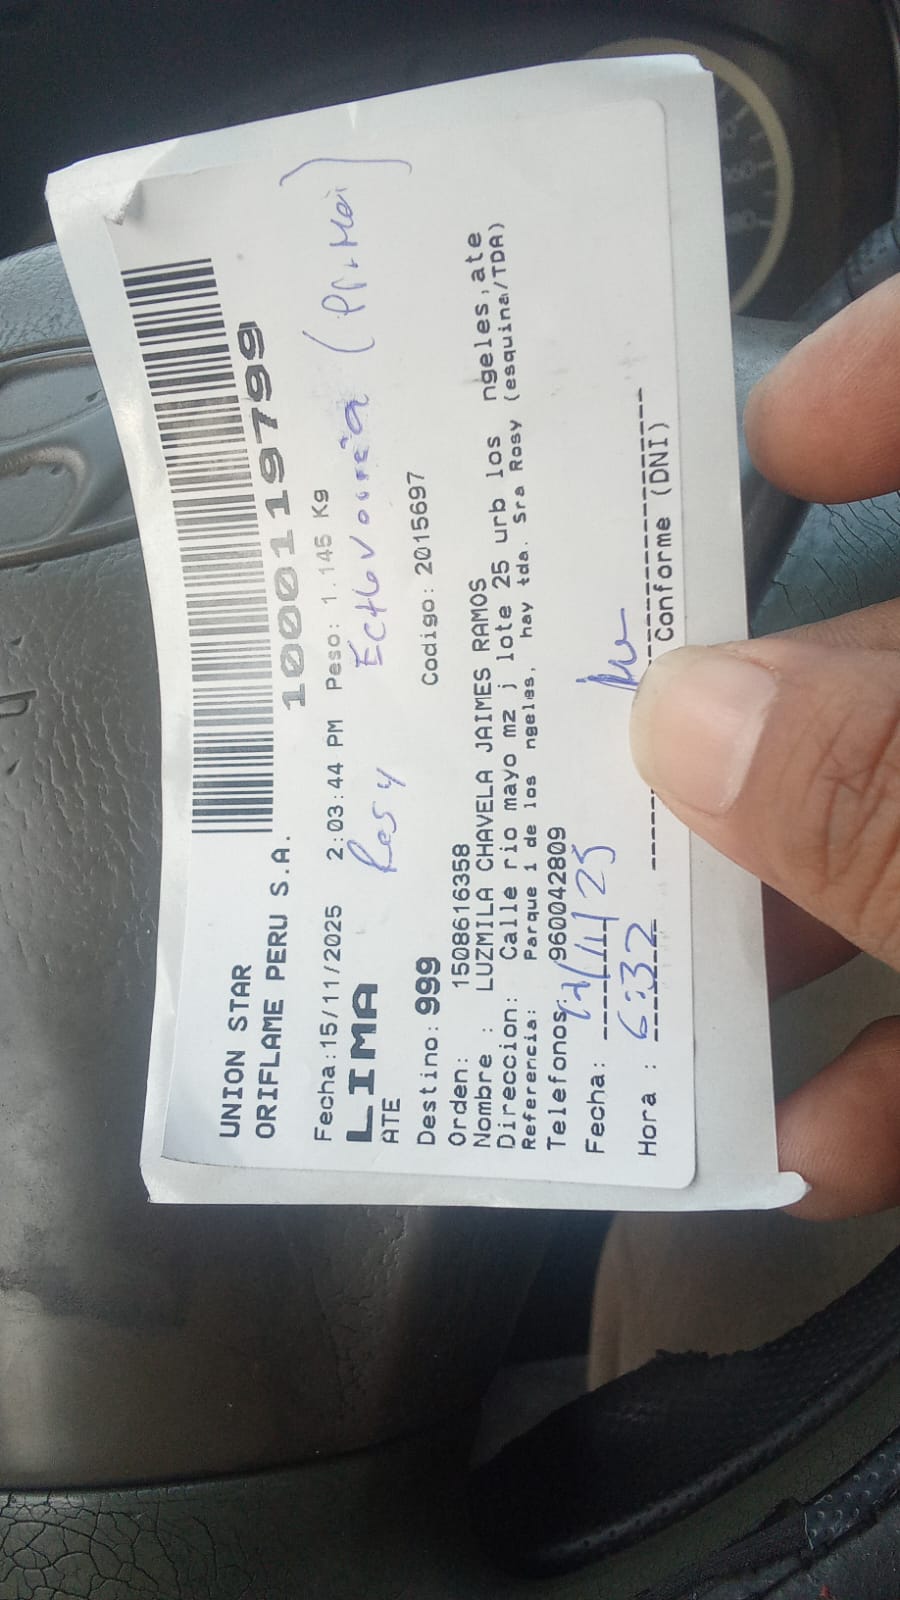 UNION STAR
ORIFLAME PERU S.A.
10001119799
Fecha:15/11/2025 2:03:44 PM Peso: 1.145 Kg
LIMA
Rosy
ATE
Destino: 999 Codigo: 2015697
Orden: 1508616358
Nombre : LUZMILA CHAVELA JAIMES RAMOS
Direccion: Calle rio mayo mz j lote 25 urb los ngeles, ate
Referencia: Parque 1 de los ngeles, hay tda. Sra Rosy (esquina/TDA)
Telefonos: 960042809
Fecha: 17/11/25
Hora : 6:32 Conforme (DNI)